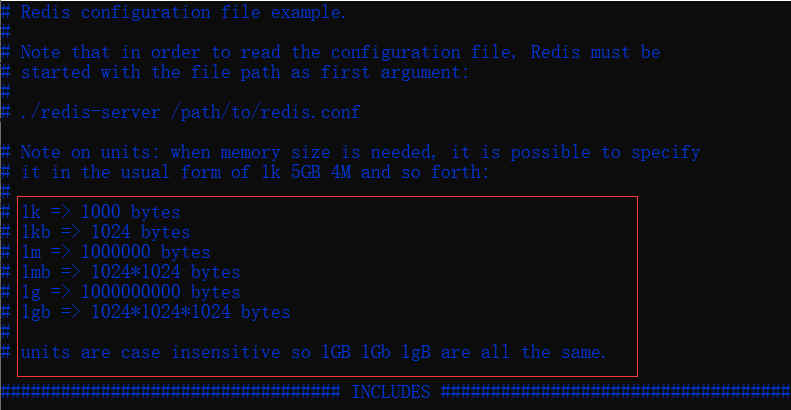 # Redis configuration file example.
#
# Note that in order to read the configuration file, Redis must be
# started with the file path as first argument:
#
# ./redis-server /path/to/redis.conf
# Note on units: when memory size is needed, it is possible to specify
# it in the usual form of 1k 5GB 4M and so forth:
#
# 1k => 1000 bytes
# 1kb => 1024 bytes
# 1m => 1000000 bytes
# 1mb => 1024*1024 bytes
# 1g => 1000000000 bytes
# 1gb => 1024*1024*1024 bytes
#
# units are case insensitive so 1GB 1Gb 1gB are all the same.
################################## INCLUDES ###################################